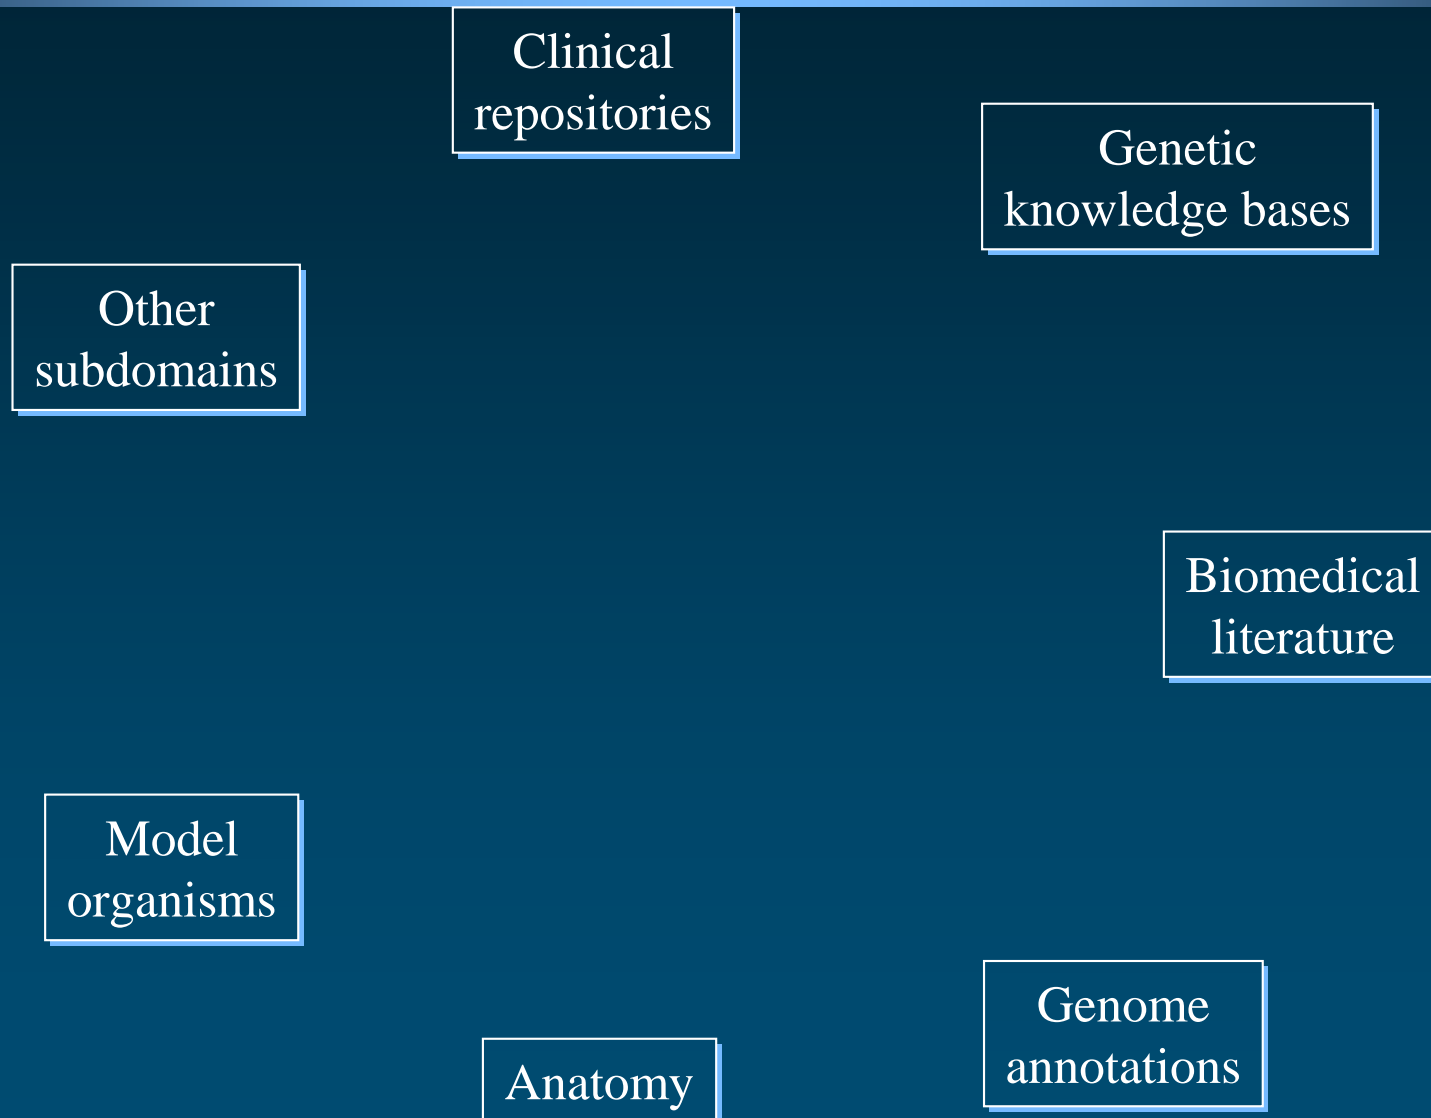 Clinical
repositories
Genetic
knowledge bases
Other
subdomains
Biomedical
literature
Model
organisms
Genome
annotations
Anatomy